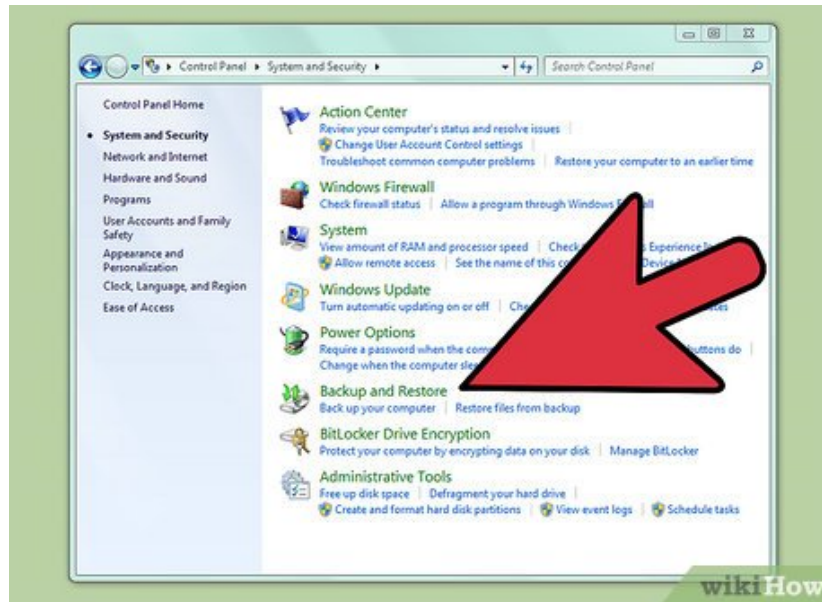 Control Panel System and Security
Search Control Panel
Control Panel Home
System and Security
Network and Internet
Hardware and Sound
Programs
User Accounts and Family
Safety
Appearance and
Personalization
Clock, Language, and Region
Ease of Access
Action Center
Review your computer's status and resolve issues
Change User Account Control settings
Troubleshoot common computer problems Restore your computer to an earlier time
Windows Firewall
Check firewall status Allow a program through Windows
System
View amount of RAM and processor speed Check Experience
Allow remote access See the name of this Device
Windows Update
Turn automatic updating on or off
Power Options
Require a password when the buttons do
Change when the computer
Backup and Restore
Back up your computer Restore files from backup
BitLocker Drive Encryption
Protect your computer by encrypting data on your disk Manage BitLocker
Administrative Tools
Free up disk space Defragment your hard drive
Create and format hard disk partitions View event logs Schedule tasks
wikiHow